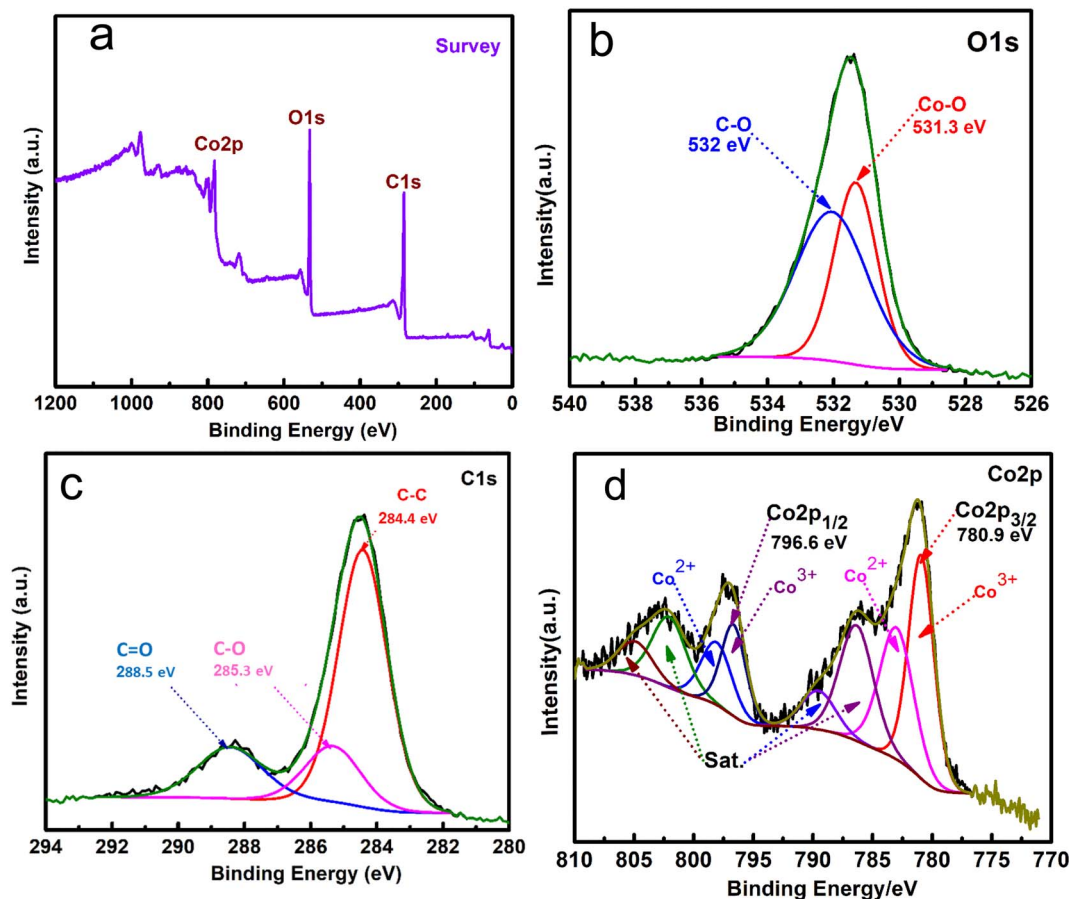 a
Survey
O1s
Co2p
C1s
Intensity (a.u.)
1200 1000 800 600 400 200 0
Binding Energy (eV)
b
O1s
Co-O
531.3 eV
C-O
532 eV
Intensity(a.u.)
540 538 536 534 532 530 528 526
Binding Energy/eV
c
C1s
C-C
284.4 eV
C=O
288.5 eV
C-O
285.3 eV
Intensity (a.u.)
294 292 290 288 286 284 282 280
Binding Energy (eV)
d
Co2p
Co2p1/2
796.6 eV
Co2p3/2
780.9 eV
Co2+
Co3+
Co2+
Co3+
Sat.
Intensity(a.u.)
810 805 800 795 790 785 780 775 770
Binding Energy/eV